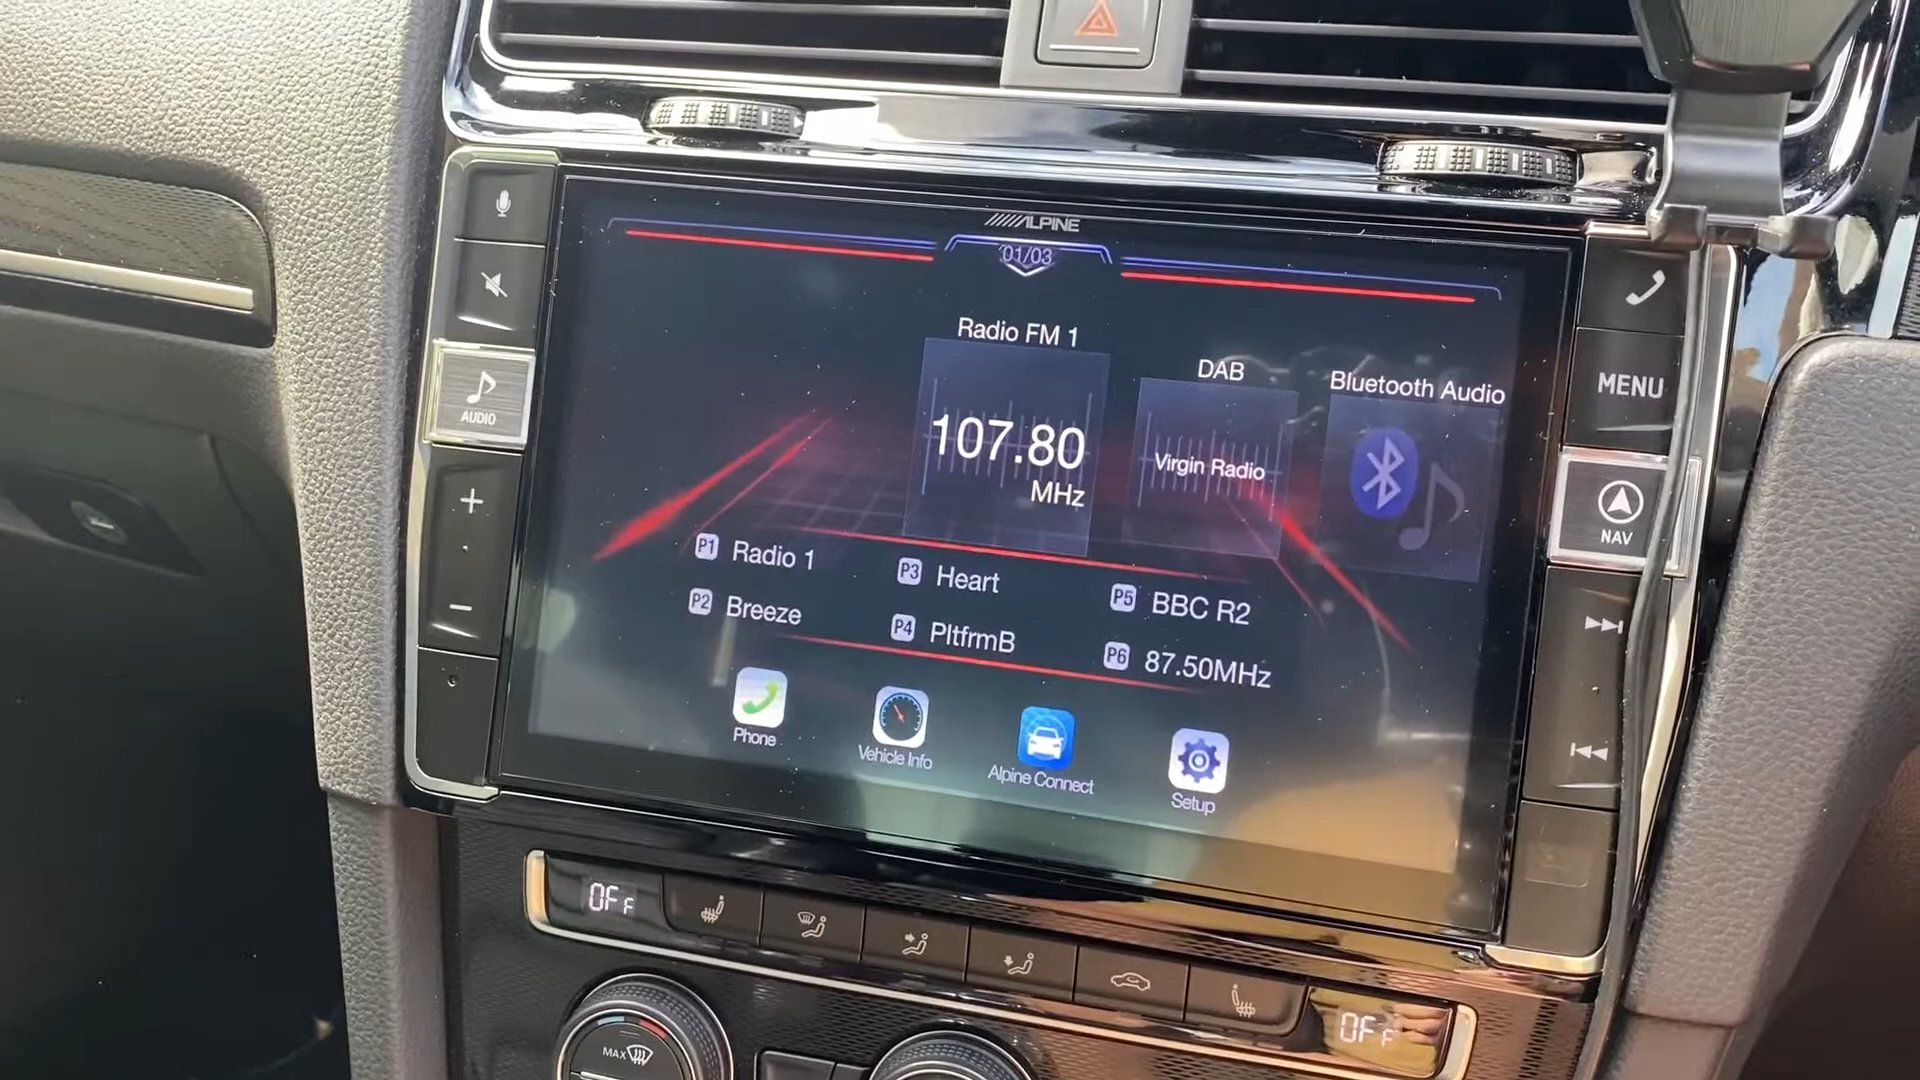 ALPINE
01/03
Radio FM 1
DAB
Bluetooth Audio
107.80
MHz
Virgin Radio
P1 Radio 1
P3 Heart
P5 BBC R2
P2 Breeze
P4 PltfrmB
P6 87.50MHz
Phone
Vehicle Info
Alpine Connect
Setup
AUDIO
+
−
MENU
NAV
OFF
OFF
MAX